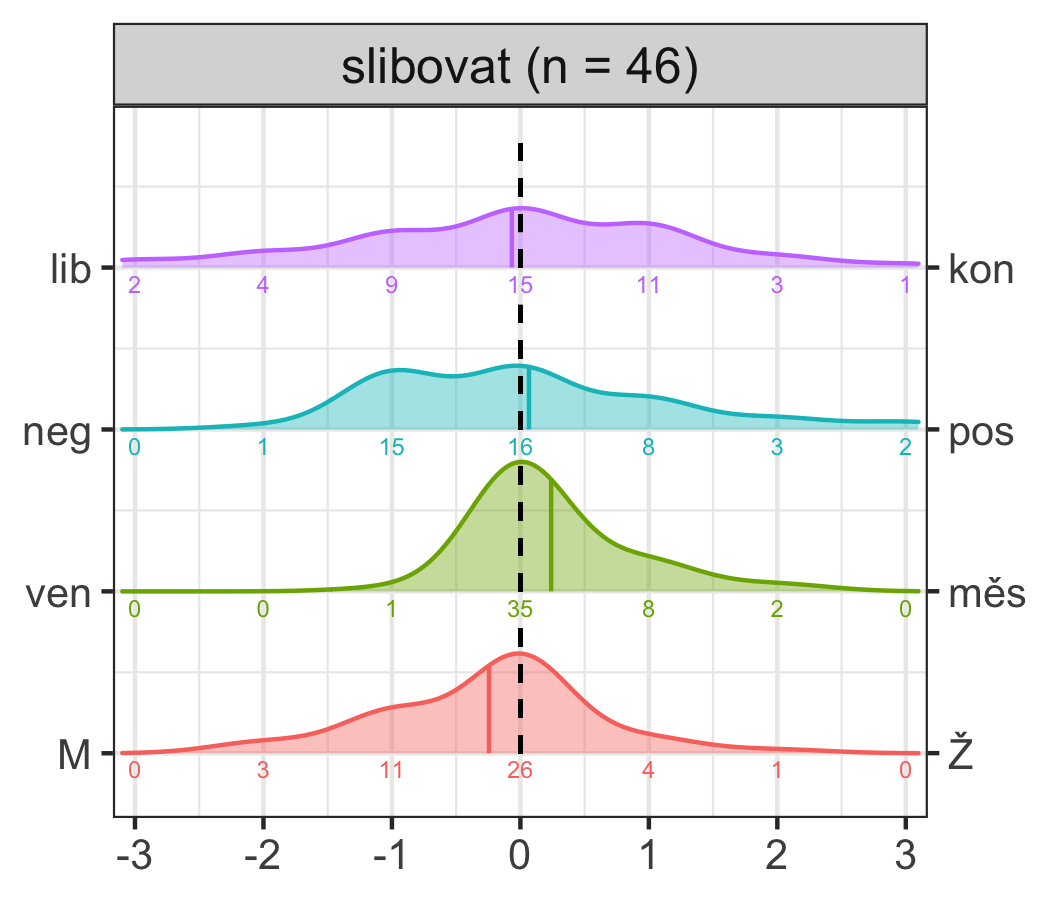 slibovat (n = 46)
lib kon
2 4 9 15 11 3 1
neg pos
0 1 15 16 8 3 2
ven měs
0 0 1 35 8 2 0
M Ž
0 3 11 26 4 1 0
-3 -2 -1 0 1 2 3